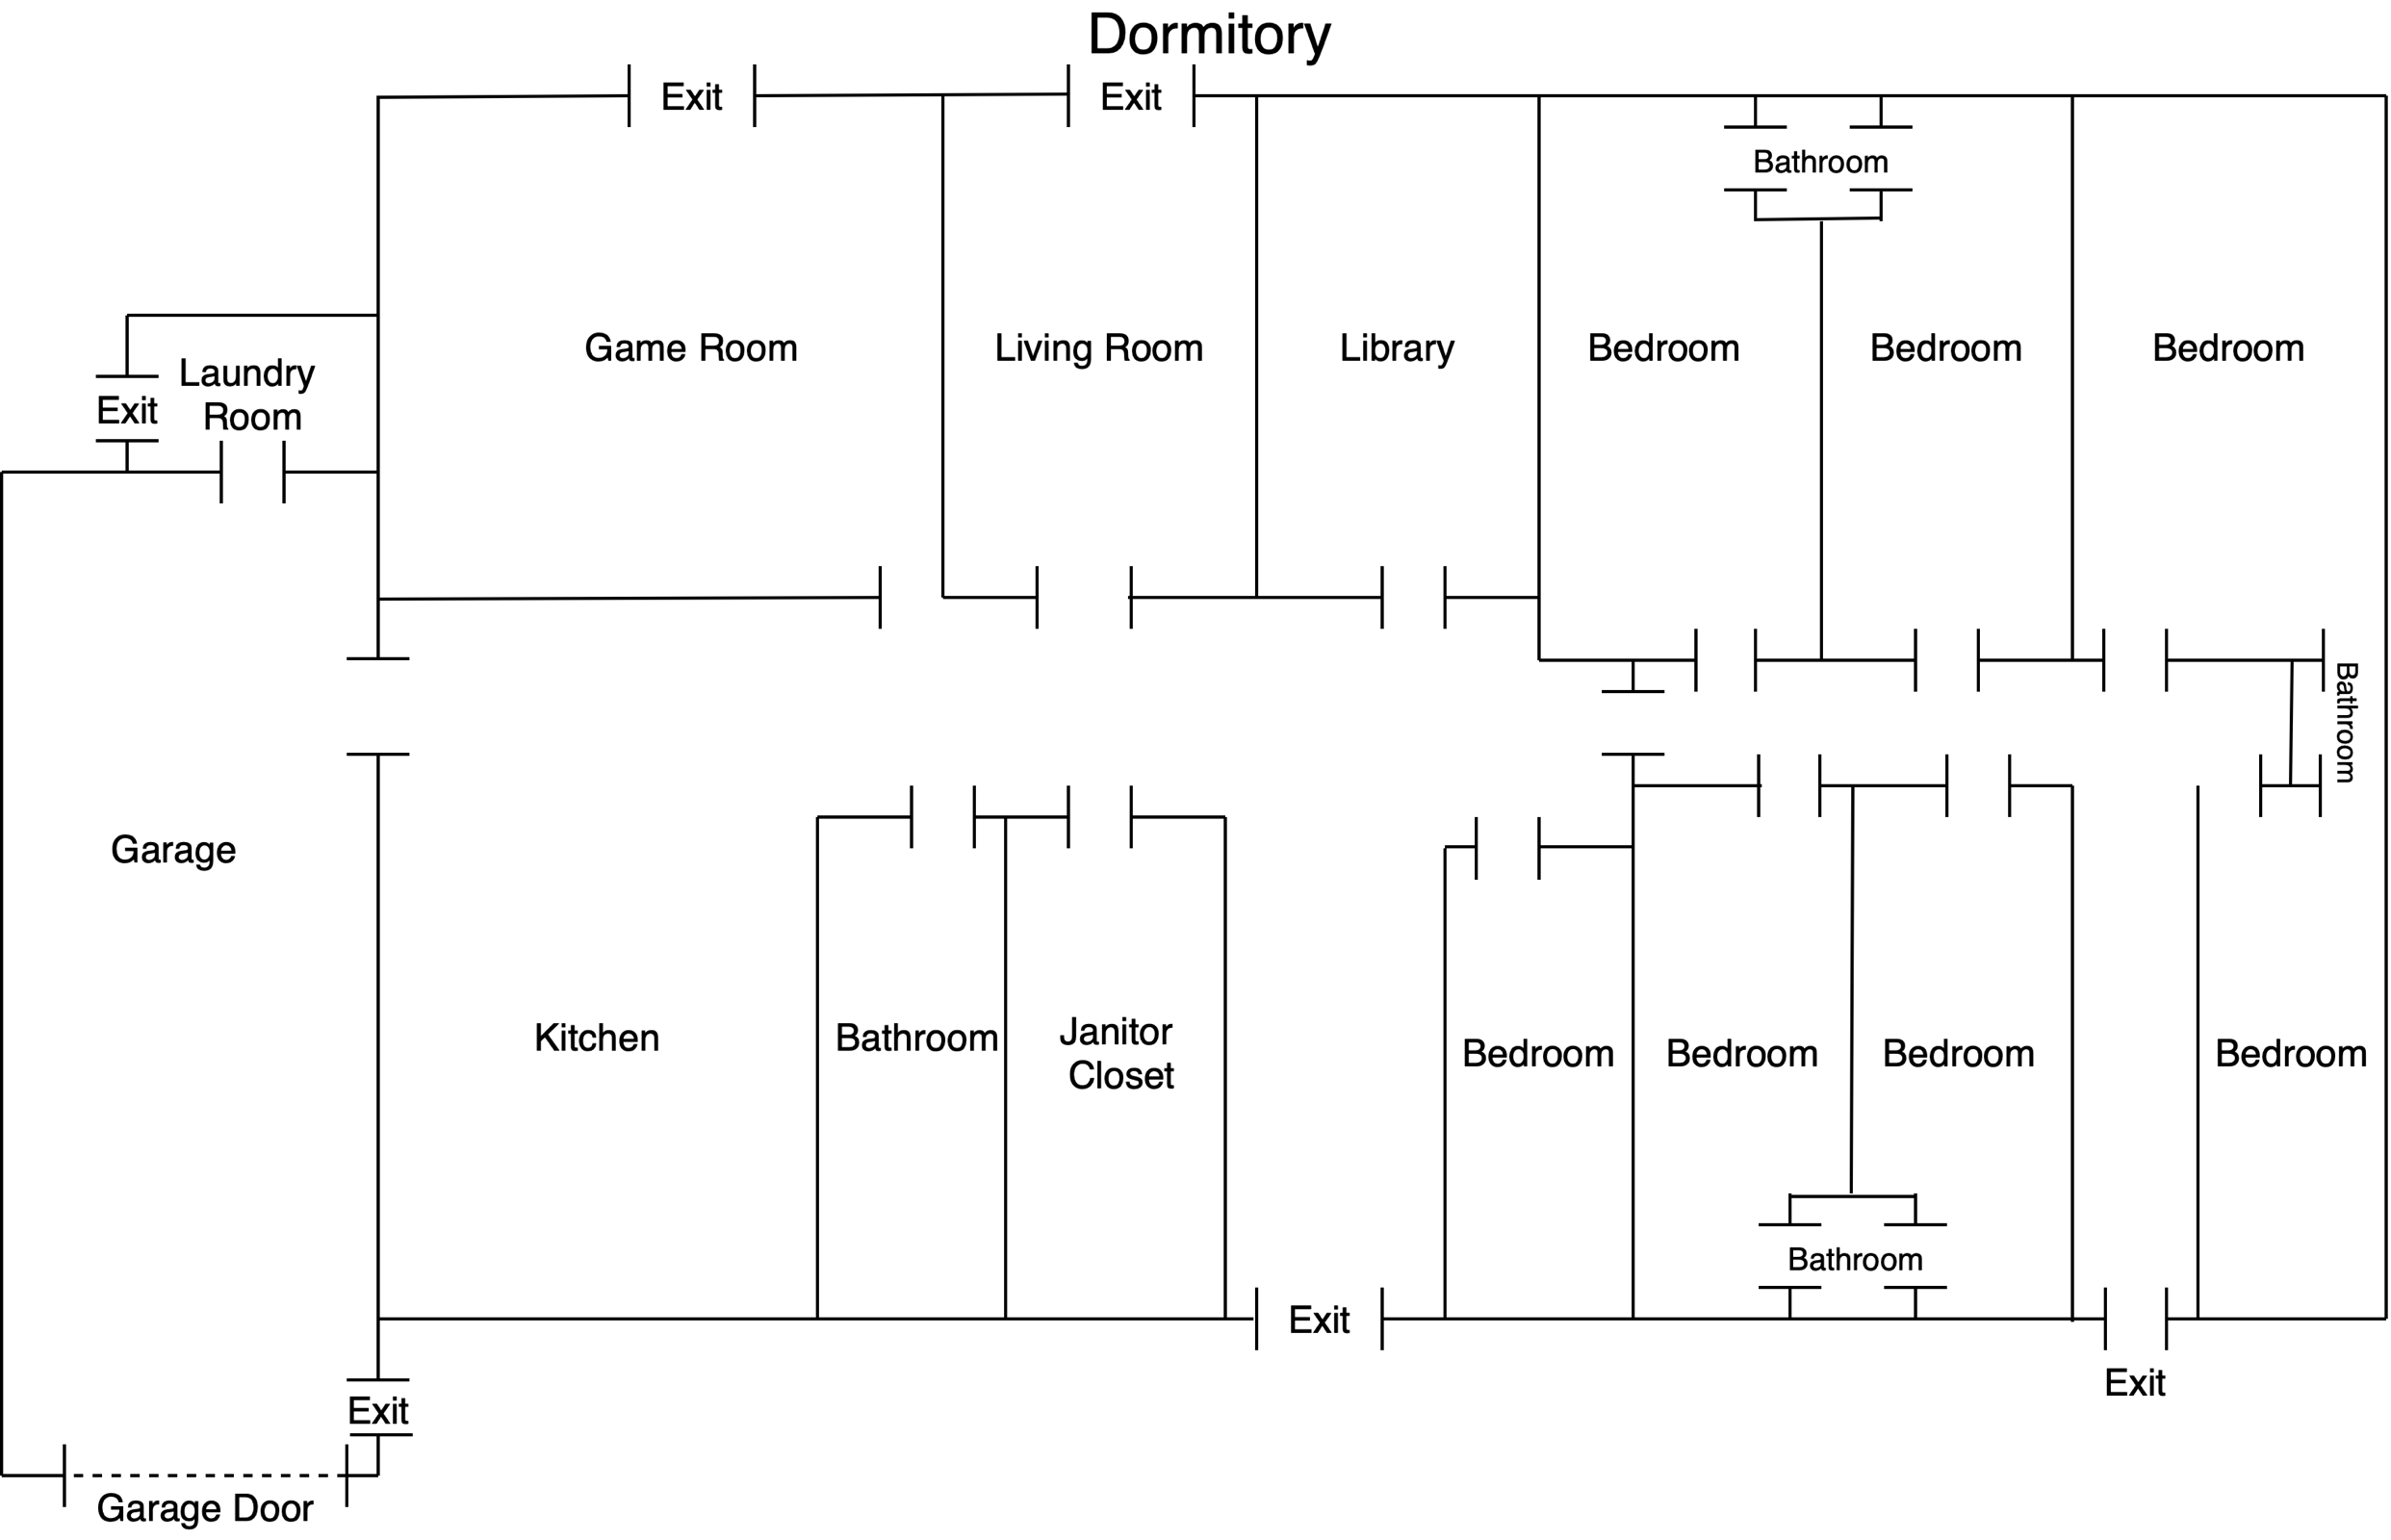 Dormitory
Exit
Exit
Bathroom
Game Room
Living Room
Library
Bedroom
Bedroom
Bedroom
Laundry
Room
Exit
Bathroom
Garage
Kitchen
Bathroom
Janitor
Closet
Bedroom
Bedroom
Bedroom
Bedroom
Bathroom
Exit
Exit
Exit
Garage Door